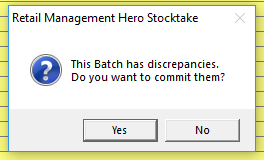 Retail Management Hero Stocktake
This Batch has discrepancies.
Do you want to commit them?
Yes
No